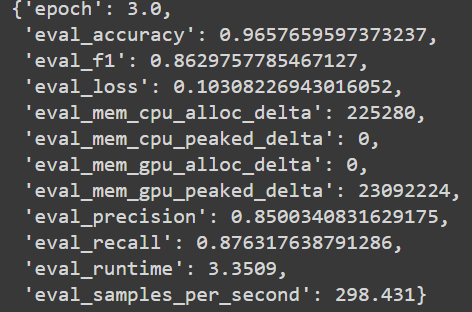 {'epoch': 3.0,
'eval_accuracy': 0.9657659597373237,
'eval_f1': 0.8629757785467127,
'eval_loss': 0.10308226943016052,
'eval_mem_cpu_alloc_delta': 225280,
'eval_mem_cpu_peaked_delta': 0,
'eval_mem_gpu_alloc_delta': 0,
'eval_mem_gpu_peaked_delta': 23092224,
'eval_precision': 0.8500340831629175,
'eval_recall': 0.876317638791286,
'eval_runtime': 3.3509,
'eval_samples_per_second': 298.431}